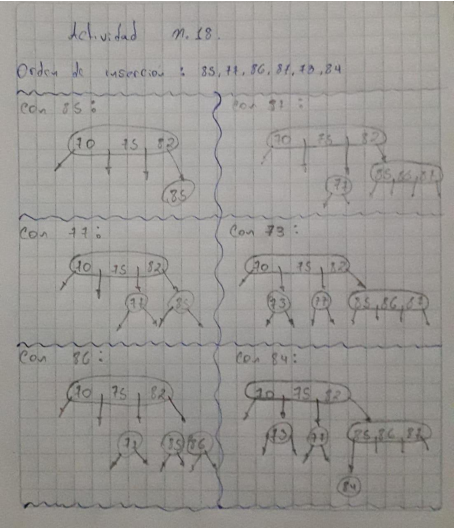 Actividad n.18.
Orden de insercion : 85,77,86,87,73,84
Con 85:
70 75 82
85
Con 77:
70 75 82
77 85
Con 86:
70 75 82
77 85 86
Con 87:
70 75 82
77 85,86,87
Con 73:
70 75 82
73 77 85,86,87
Con 84:
70 75 82
73 77 85,86,87
84